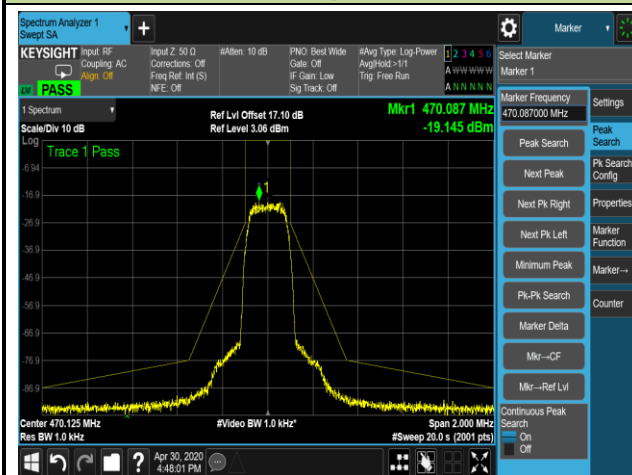 Spectrum Analyzer 1
Swept SA
Marker
KEYSIGHT
Input: RF
Coupling: AC
Align: Off
Input Z: 50 Ω
Corrections: Off
Freq Ref: Int (S)
NFE: Off
#Atten: 10 dB
PNO: Best Wide
Gate: Off
IF Gain: Low
Sig Track: Off
#Avg Type: Log-Power
Avg|Hold:>1/1
Trig: Free Run
1 2 3 4 5 6
A W W W W W
A N N N N N
LXI PASS
Select Marker
Marker 1
1 Spectrum
Scale/Div 10 dB
Log
Ref Lvl Offset 17.10 dB
Ref Level 3.06 dBm
Mkr1 470.087 MHz
-19.145 dBm
Trace 1 Pass
1
-6.94
-16.9
-26.9
-36.9
-46.9
-56.9
-66.9
-76.9
-86.9
Center 470.125 MHz
Res BW 1.0 kHz
#Video BW 1.0 kHz*
Span 2.000 MHz
#Sweep 20.0 s (2001 pts)
Marker Frequency
470.087000 MHz
Peak Search
Next Peak
Next Pk Right
Next Pk Left
Minimum Peak
Pk-Pk Search
Marker Delta
Mkr→CF
Mkr→Ref Lvl
Continuous Peak
Search
On
Off
Settings
Peak
Search
Pk Search
Config
Properties
Marker
Function
Marker→
Counter
Apr 30, 2020
4:48:01 PM